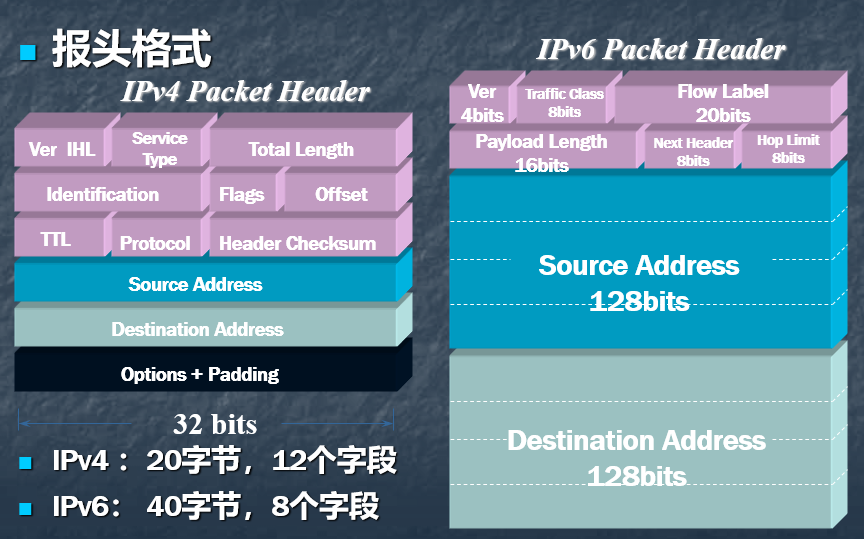 报头格式
IPv4 Packet Header
Ver IHL
Service
Type
Total Length
Identification
Flags
Offset
TTL
Protocol
Header Checksum
Source Address
Destination Address
Options + Padding
32 bits
IPv4 ： 20字节，12个字段
IPv6： 40字节，8个字段
IPv6 Packet Header
Ver
4bits
Traffic Class
8bits
Flow Label
20bits
Payload Length
16bits
Next Header
8bits
Hop Limit
8bits
Source Address
128bits
Destination Address
128bits